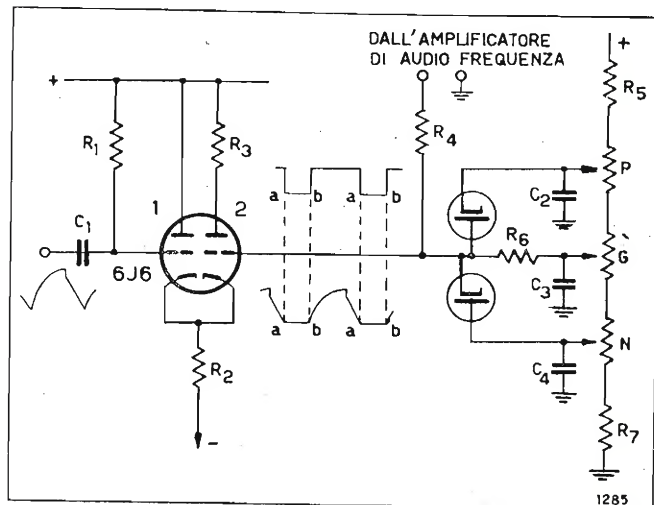 DALL'AMPLIFICATORE
DI AUDIO FREQUENZA
+
+
R5
R1
R3
R4
P
1
2
a
b
a
b
C2
C1
R6
G
6J6
C3
a
b
a
b
N
R2
C4
R7
-
1285